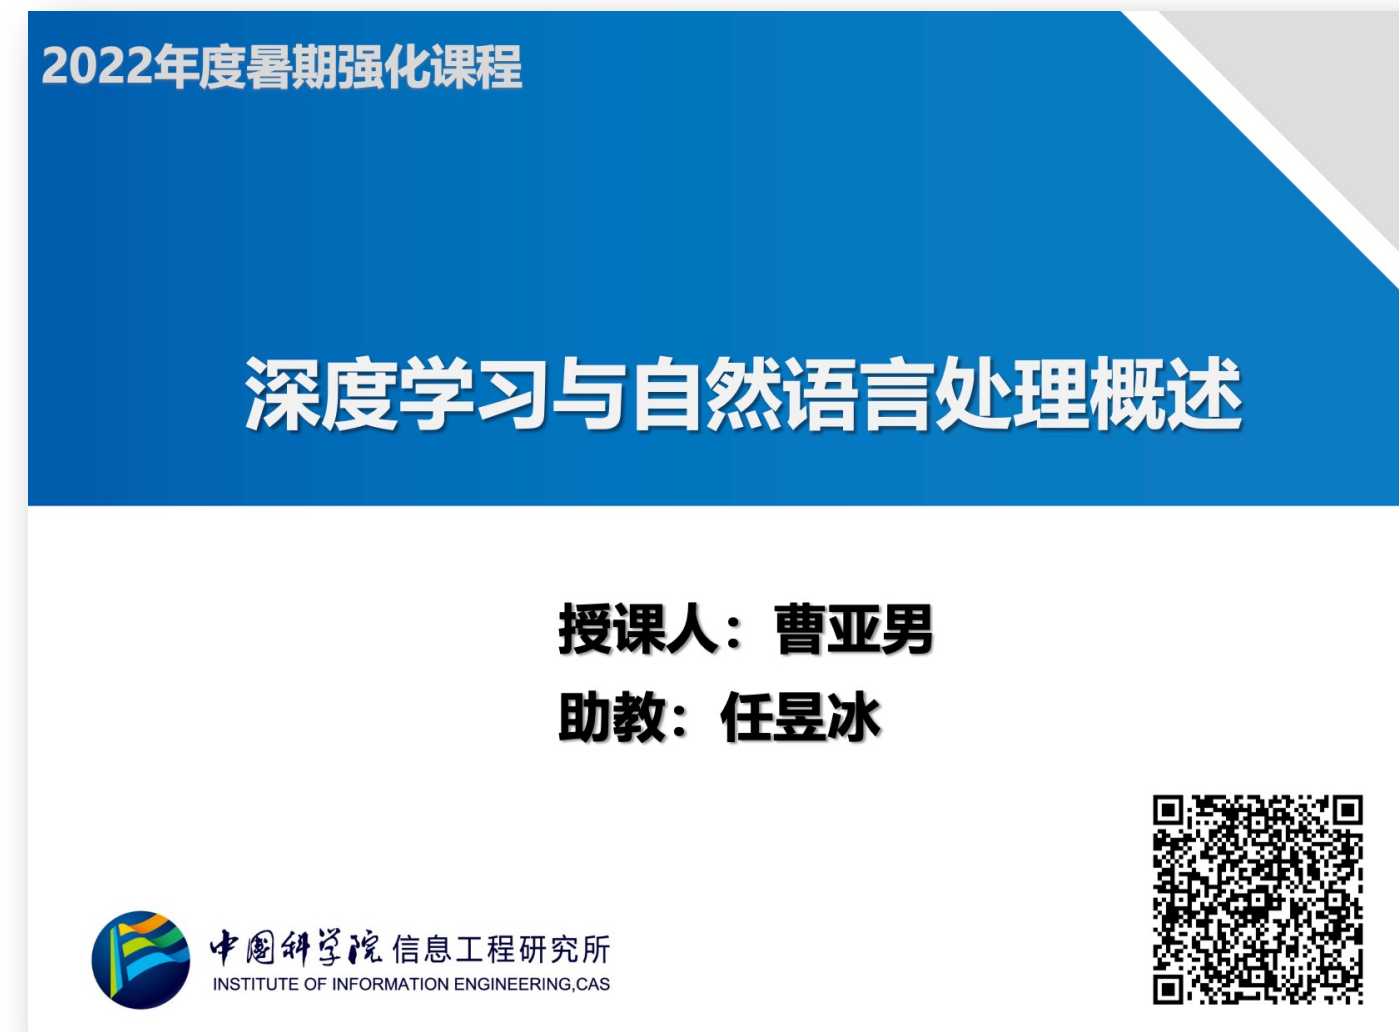 2022年度暑期强化课程
深度学习与自然语言处理概述
授课人：曹亚男
助教：任昱冰
中国科学院 信息工程研究所
INSTITUTE OF INFORMATION ENGINEERING,CAS